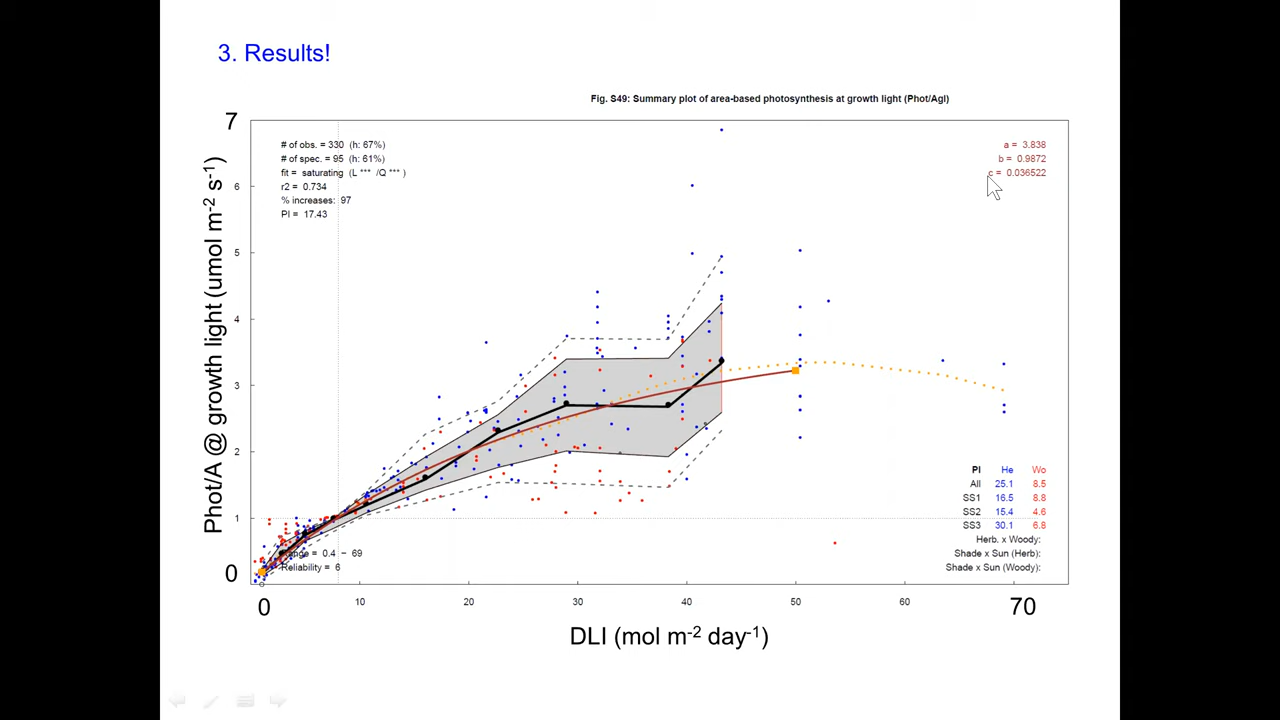 3. Results!
Fig. S49: Summary plot of area-based photosynthesis at growth light (Phot/Agl)
7
6
5
4
3
2
1
0
Phot/A @ growth light (umol m-2 s-1)
# of obs. = 330 (h: 67%)
# of spec. = 95 (h: 61%)
fit = saturating (L *** /Q *** )
r2 = 0.734
% increases: 97
PI = 17.43
a = 3.838
b = 0.9872
c = 0.036522
PI He Wo
All 25.1 8.5
SS1 16.5 8.8
SS2 15.4 4.6
SS3 30.1 6.8
Herb. x Woody:
Shade x Sun (Herb):
Shade x Sun (Woody):
Range = 0.4 − 69
Reliability = 6
0 10 20 30 40 50 60 70
DLI (mol m-2 day-1)